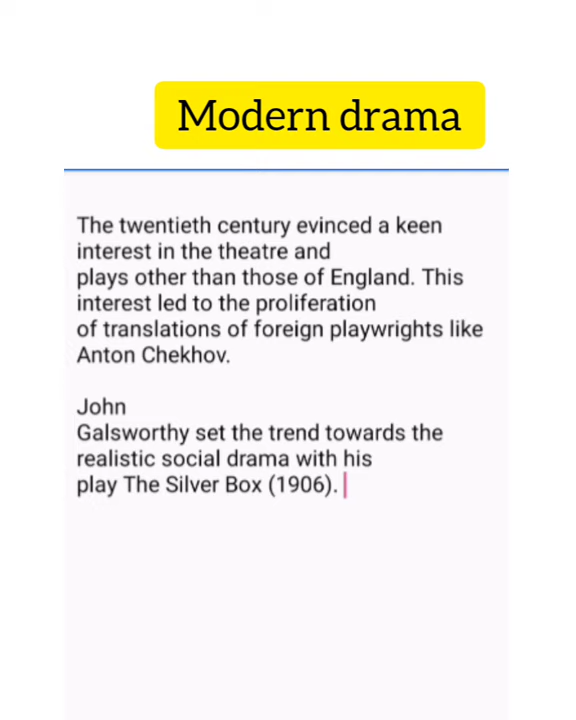 Modern drama
The twentieth century evinced a keen
interest in the theatre and
plays other than those of England. This
interest led to the proliferation
of translations of foreign playwrights like
Anton Chekhov.
John
Galsworthy set the trend towards the
realistic social drama with his
play The Silver Box (1906).